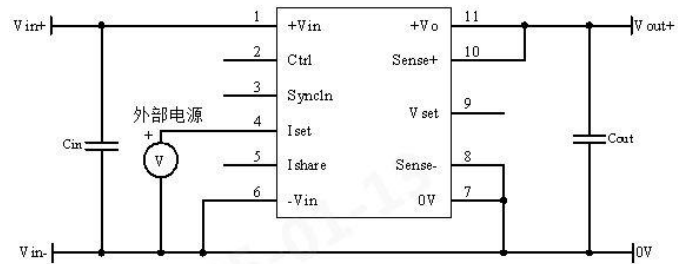 Vin+ 1 +Vin +Vo 11 Vout+
2 Ctrl Sense+ 10
3 SyncIn
外部电源 Vset 9
+ 4 Iset
Cin V Cout
5 Ishare Sense- 8
6 -Vin 0V 7
Vin- 0V